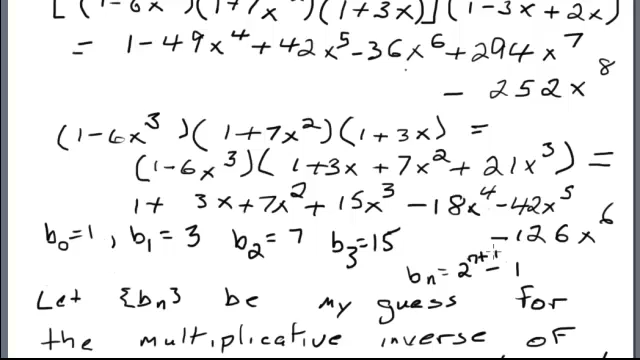 [(1-6x³)(1+7x²)(1+3x)](1-3x+2x
= 1-49x⁴+42x⁵-36x⁶+294x⁷
-252x⁸
(1-6x³)(1+7x²)(1+3x) =
(1-6x³)(1+3x+7x²+21x³) =
1+3x+7x²+15x³-18x⁴-42x⁵
-126x⁶
b₀=1, b₁=3 b₂=7 b₃=15
bₙ=2ⁿ⁺¹-1
Let {bₙ} be my guess for
the multiplicative inverse of